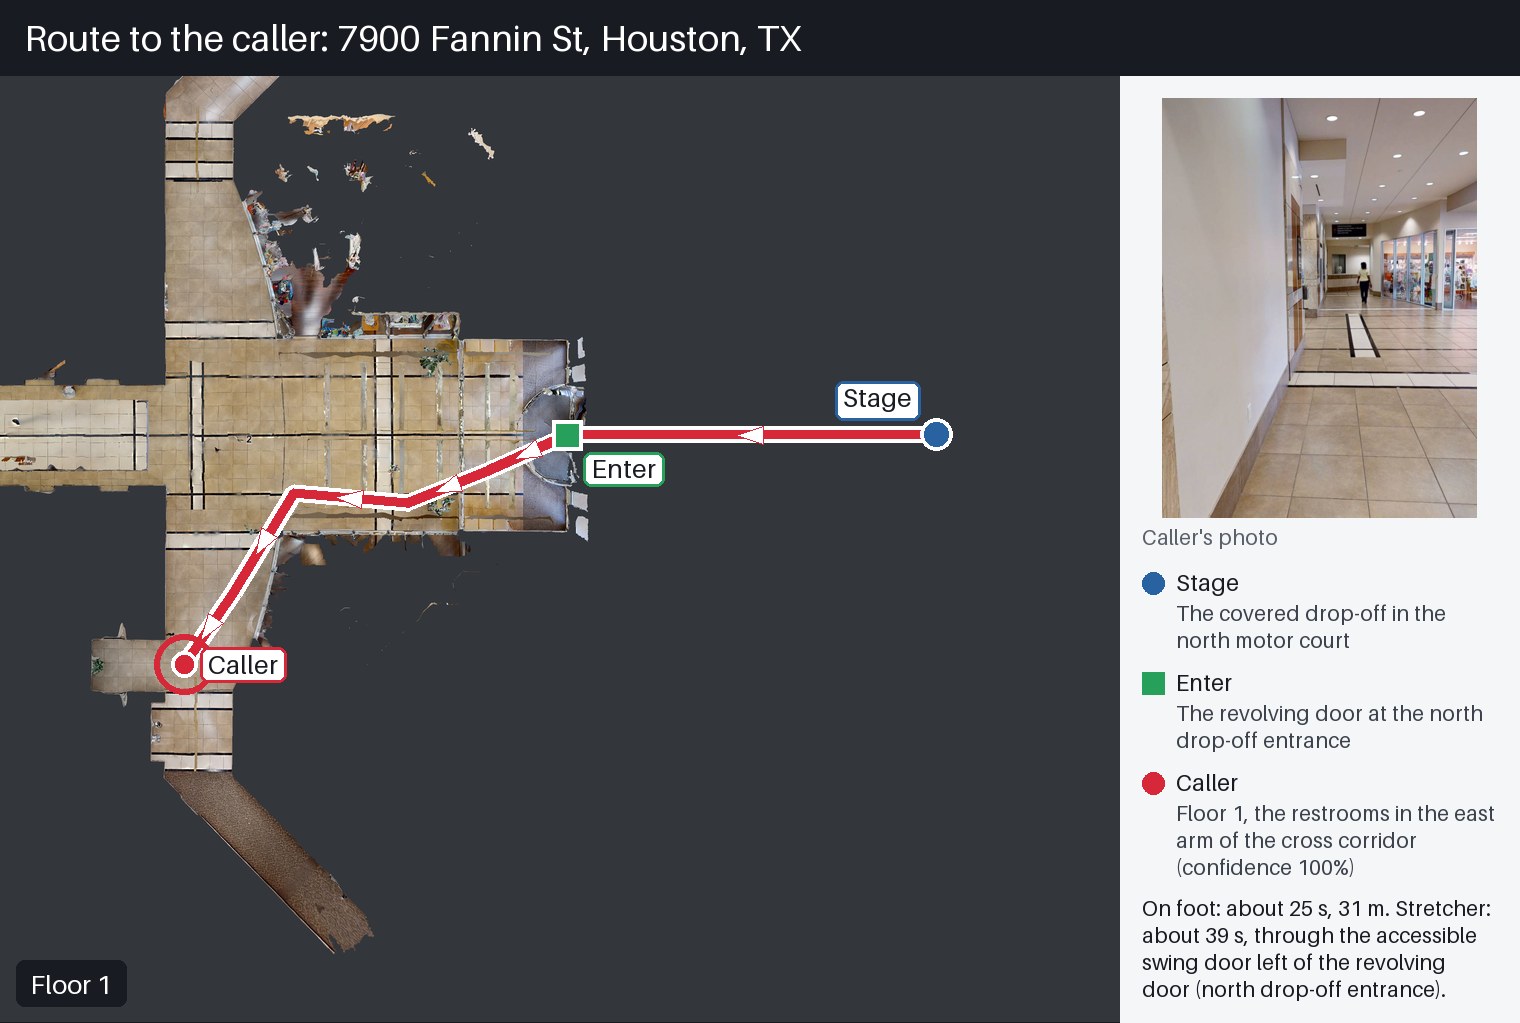 Route to the caller: 7900 Fannin St, Houston, TX
Stage
Enter
Caller
Floor 1
Caller's photo
Stage
The covered drop-off in the
north motor court
Enter
The revolving door at the north
drop-off entrance
Caller
Floor 1, the restrooms in the east
arm of the cross corridor
(confidence 100%)
On foot: about 25 s, 31 m. Stretcher:
about 39 s, through the accessible
swing door left of the revolving
door (north drop-off entrance).